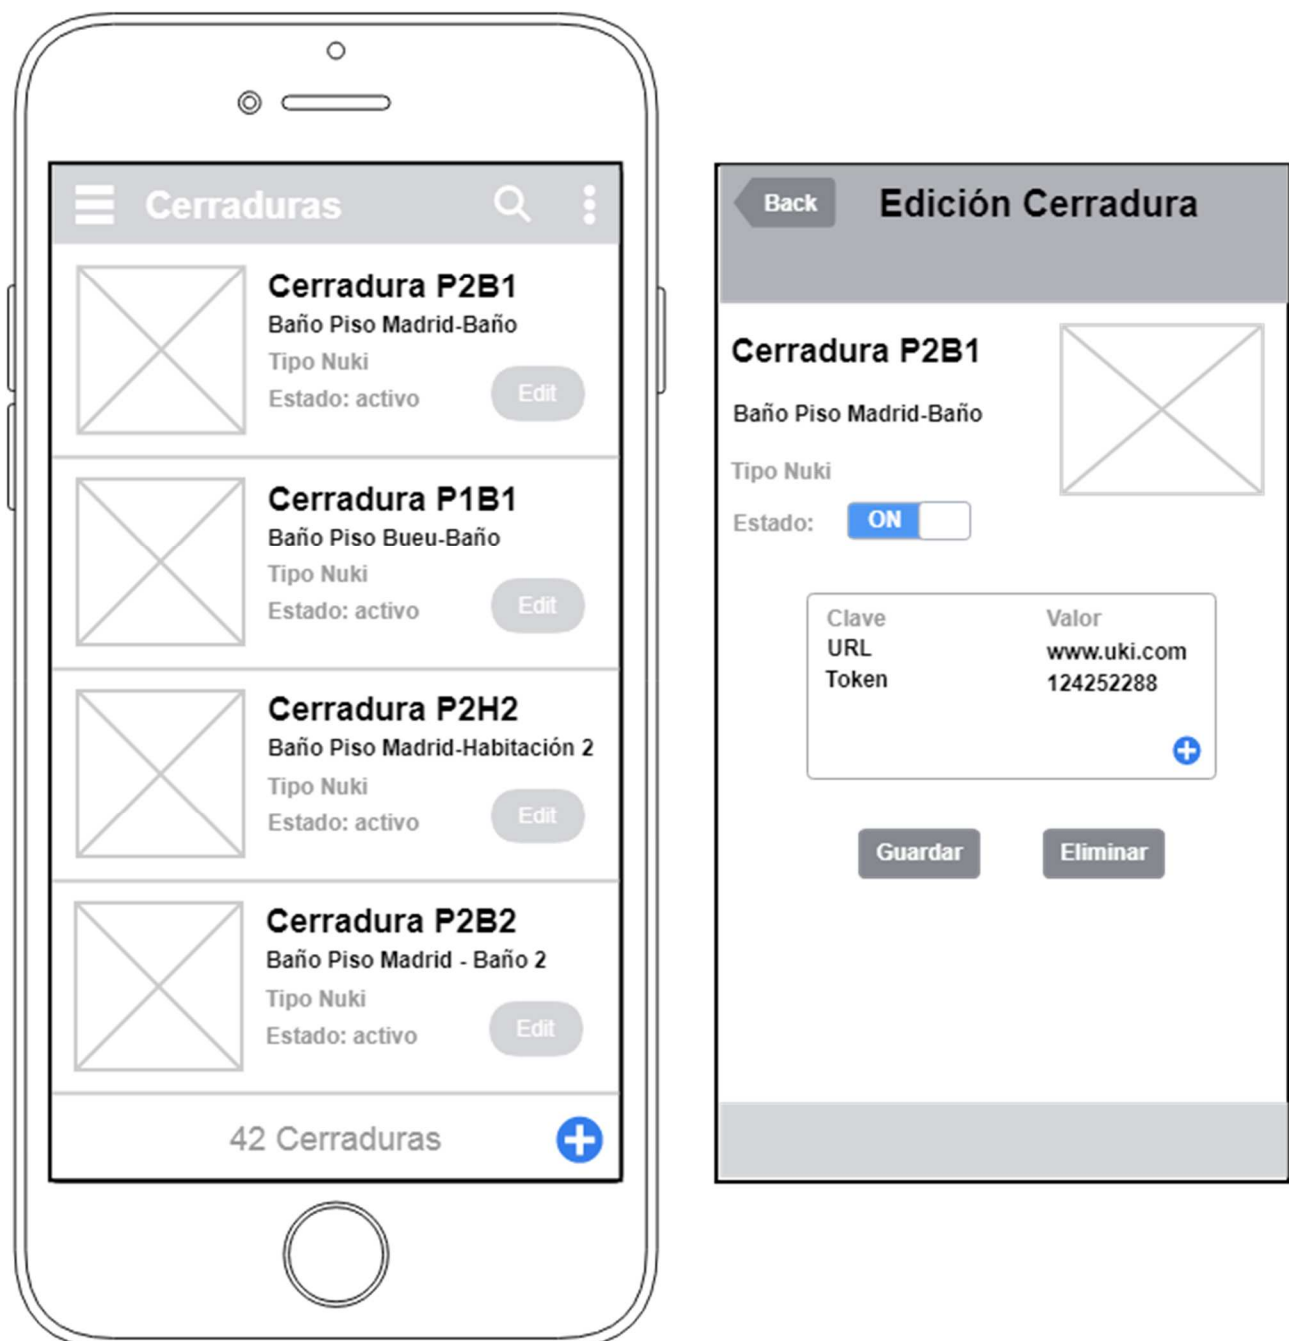 Cerraduras
Cerradura P2B1
Baño Piso Madrid-Baño
Tipo Nuki
Estado: activo
Edit
Cerradura P1B1
Baño Piso Bueu-Baño
Tipo Nuki
Estado: activo
Edit
Cerradura P2H2
Baño Piso Madrid-Habitación 2
Tipo Nuki
Estado: activo
Edit
Cerradura P2B2
Baño Piso Madrid - Baño 2
Tipo Nuki
Estado: activo
Edit
42 Cerraduras
Back Edición Cerradura
Cerradura P2B1
Baño Piso Madrid-Baño
Tipo Nuki
Estado: ON
Clave Valor
URL www.uki.com
Token 124252288
Guardar Eliminar